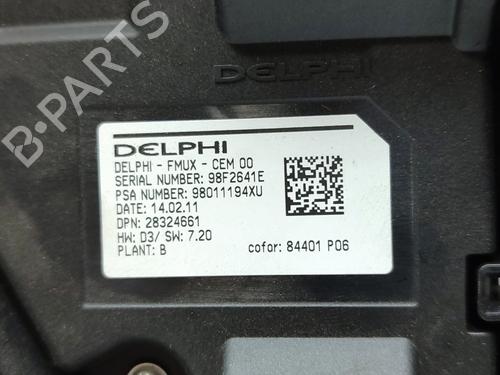 DELPHI
DELPHI
DELPHI - FMUX - CEM 00
SERIAL NUMBER: 98F2641E
PSA NUMBER: 98011194XU
DATE: 14.02.11
DPN: 28324661
HW: D3/ SW: 7.20
PLANT: B
cofor: 84401 P06